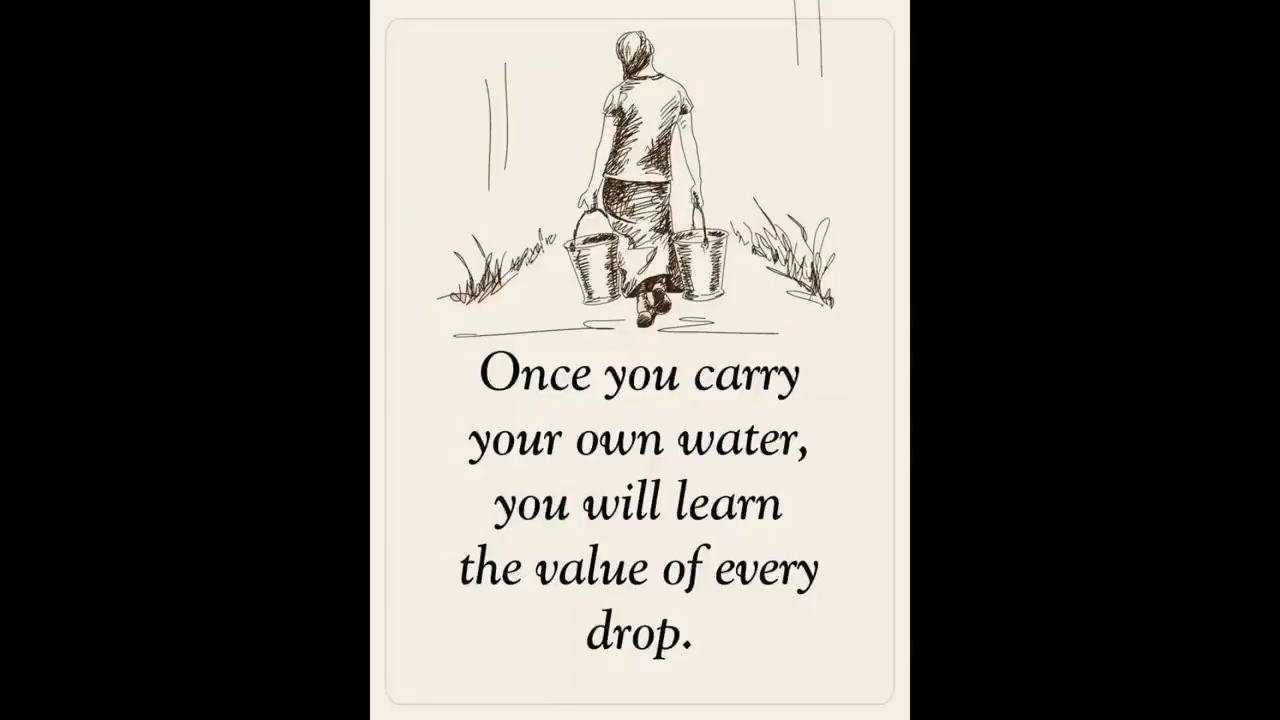 Once you carry
your own water,
you will learn
the value of every
drop.